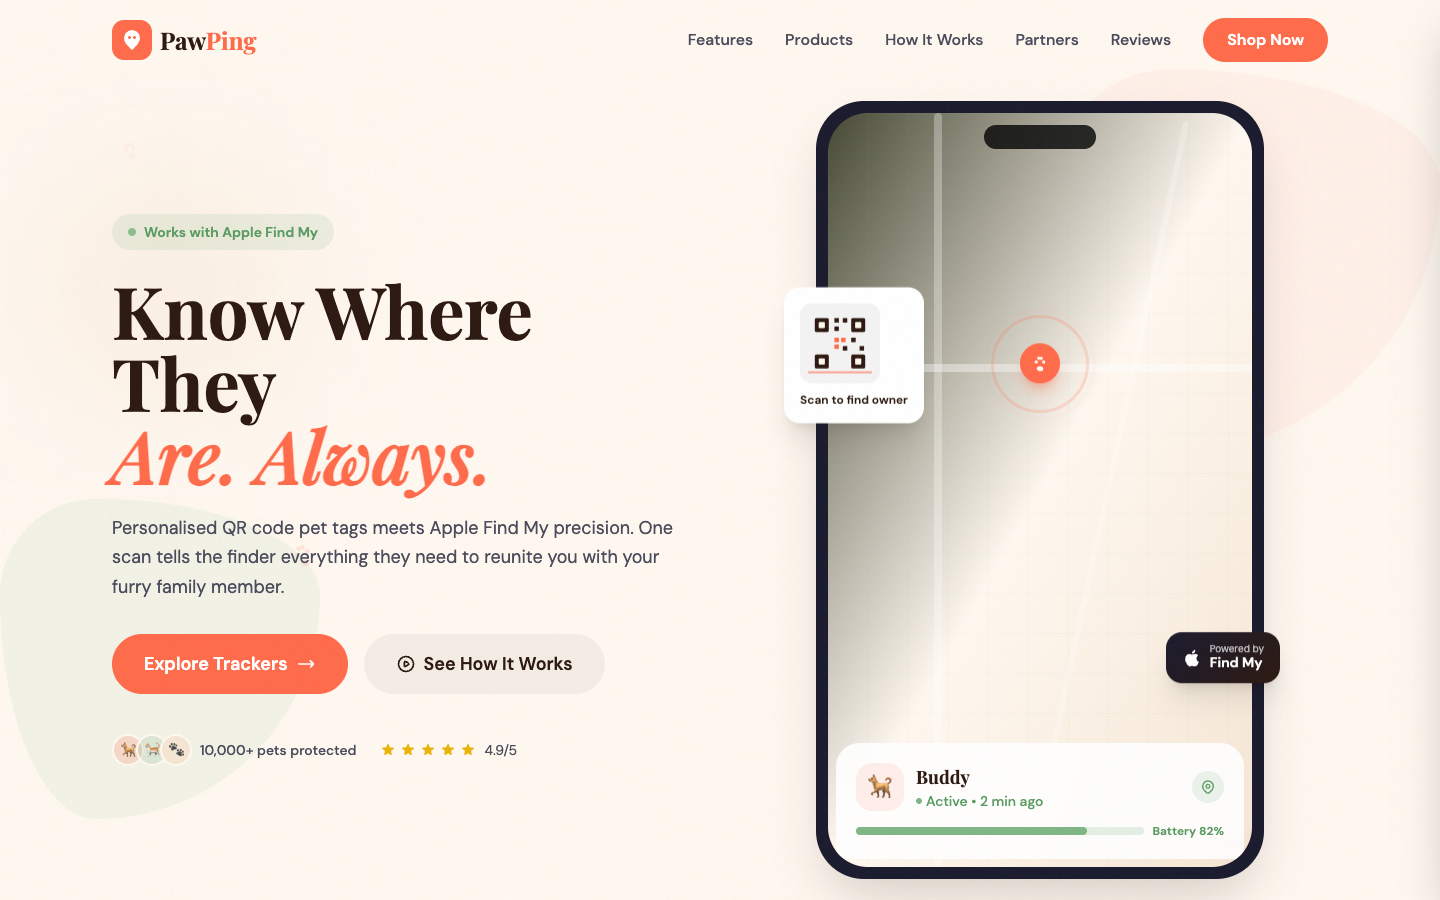 PawPing
Features
Products
How It Works
Partners
Reviews
Shop Now
Works with Apple Find My
Know Where
They
Are. Always.
Personalised QR code pet tags meets Apple Find My precision. One
scan tells the finder everything they need to reunite you with your
furry family member.
Explore Trackers →
See How It Works
10,000+ pets protected
4.9/5
Scan to find owner
Powered by
Find My
Buddy
Active • 2 min ago
Battery 82%